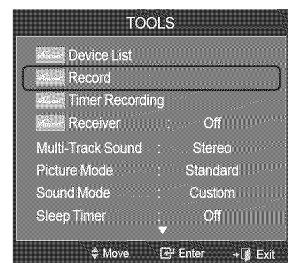 TOOLS
Device List
Record
Timer Recording
Receiver : Off
Multi-Track Sound : Stereo
Picture Mode : Standard
Sound Mode : Custom
Sleep Timer : Off
Move Enter Exit